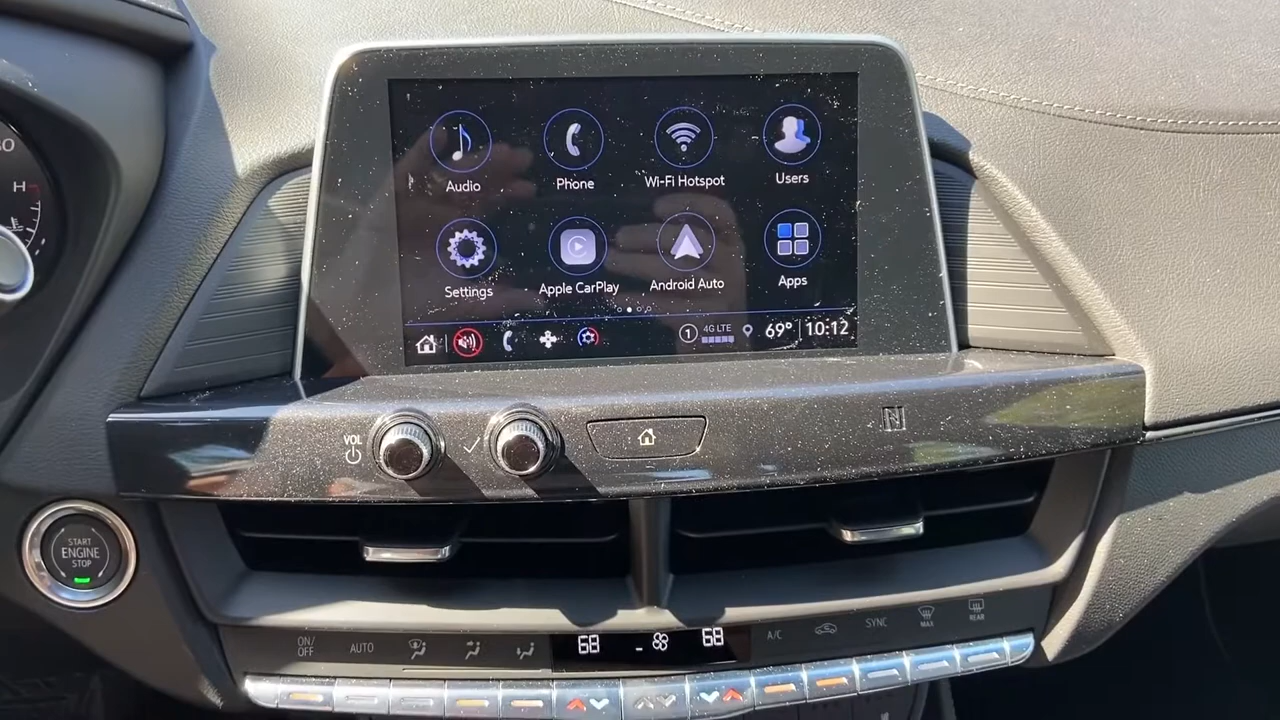 H
Audio
Phone
Wi-Fi Hotspot
Users
Settings
Apple CarPlay
Android Auto
Apps
1
4G LTE
69°
10:12
VOL
START
ENGINE
STOP
ON/
OFF
AUTO
68
68
A/C
SYNC
MAX
REAR